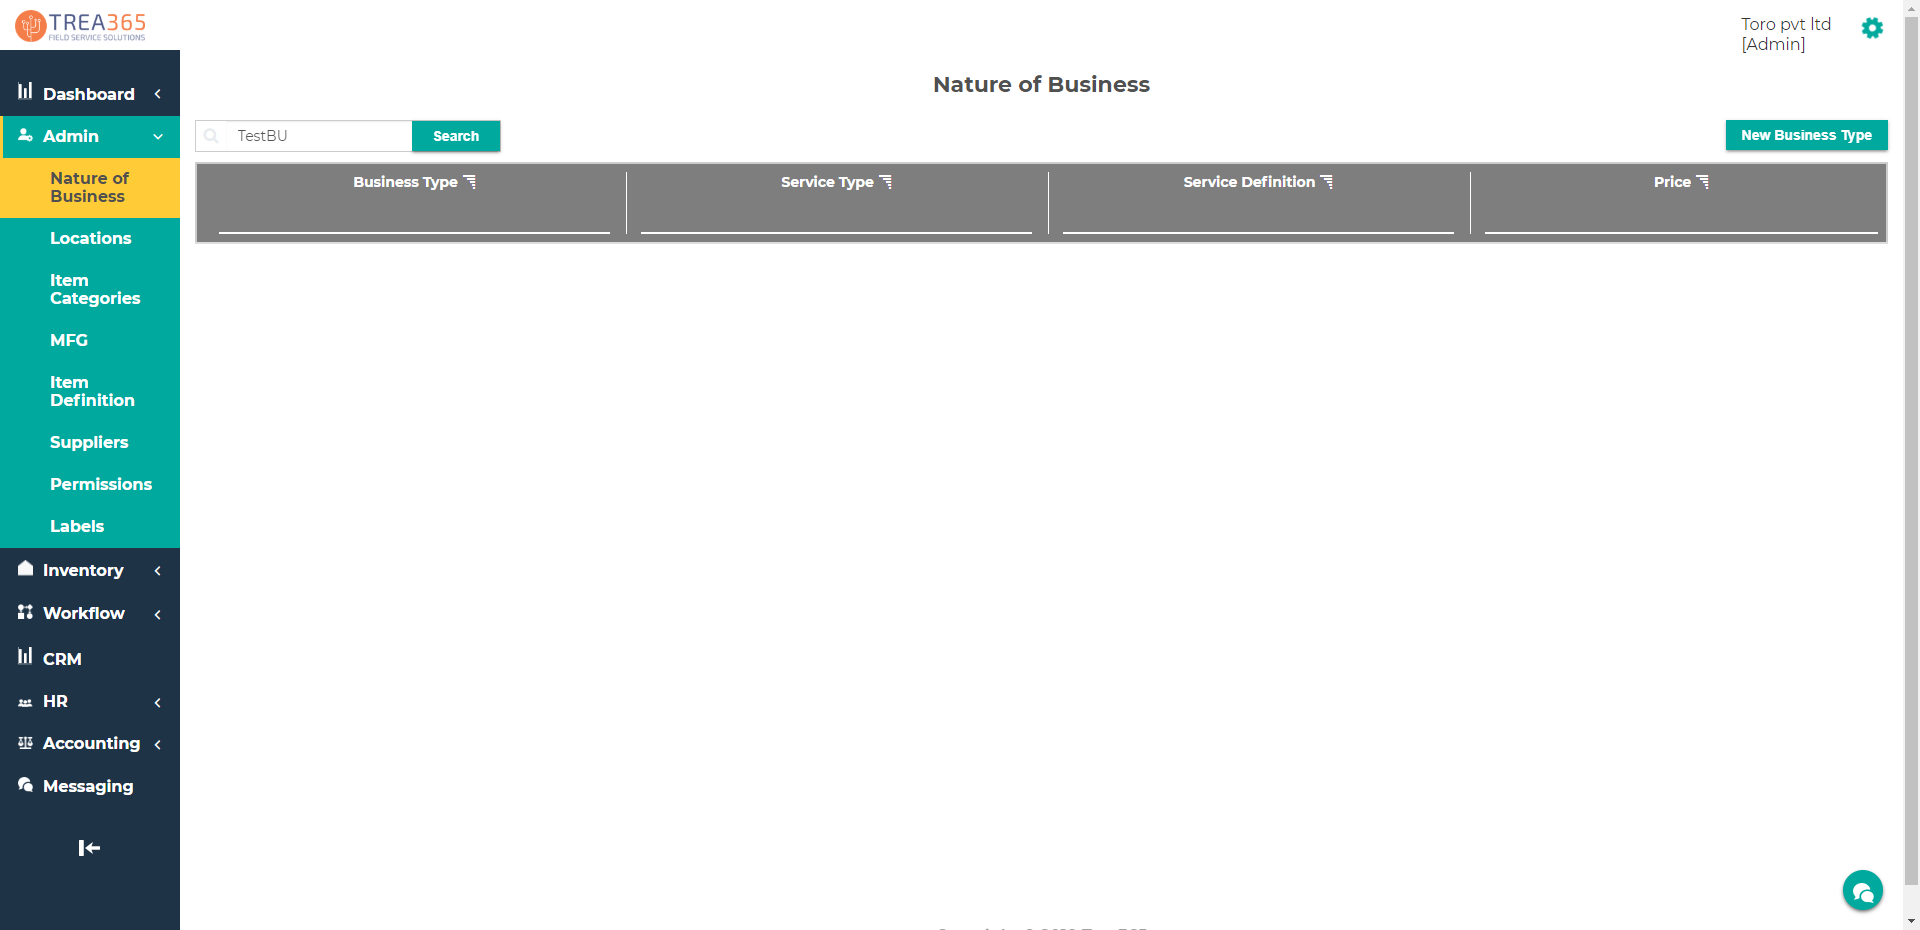 TREA365
FIELD SERVICE SOLUTIONS
Toro pvt ltd
[Admin]
Dashboard
Admin
Nature of
Business
Locations
Item
Categories
MFG
Item
Definition
Suppliers
Permissions
Labels
Inventory
Workflow
CRM
HR
Accounting
Messaging
Nature of Business
TestBU
Search
New Business Type
Business Type
Service Type
Service Definition
Price